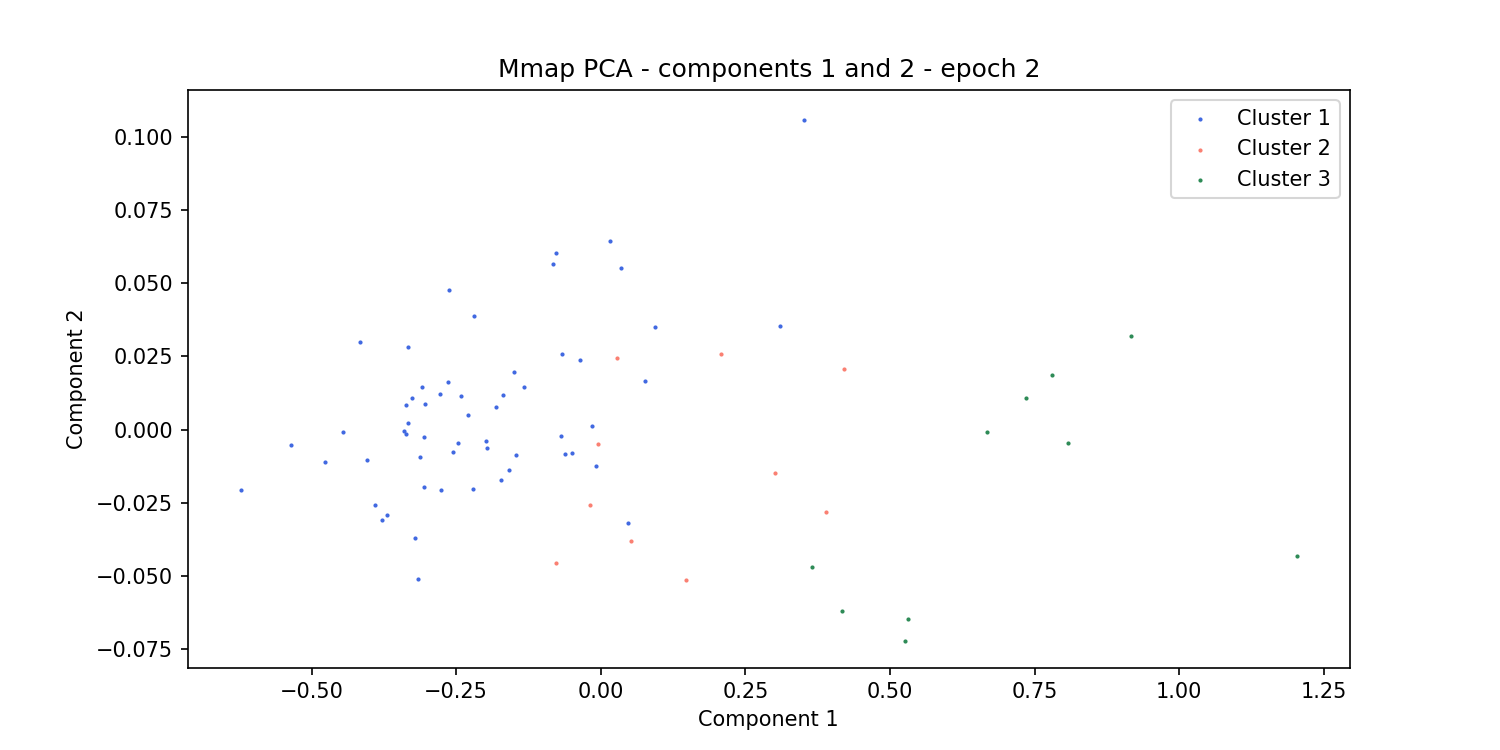 Mmap PCA - components 1 and 2 - epoch 2
Cluster 1
Cluster 2
Cluster 3
0.100
0.075
0.050
0.025
0.000
−0.025
−0.050
−0.075
Component 2
−0.50
−0.25
0.00
0.25
0.50
0.75
1.00
1.25
Component 1